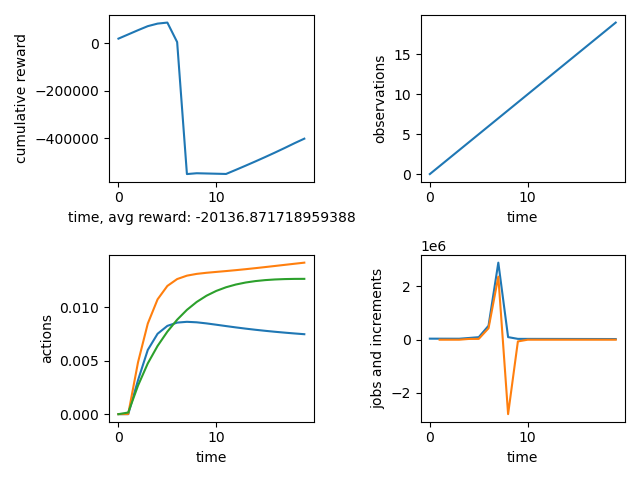 cumulative reward
0
−200000
−400000
0
10
time, avg reward: -20136.871718959388
observations
15
10
5
0
0
10
time
actions
0.010
0.005
0.000
0
10
time
1e6
jobs and increments
2
0
−2
0
10
time